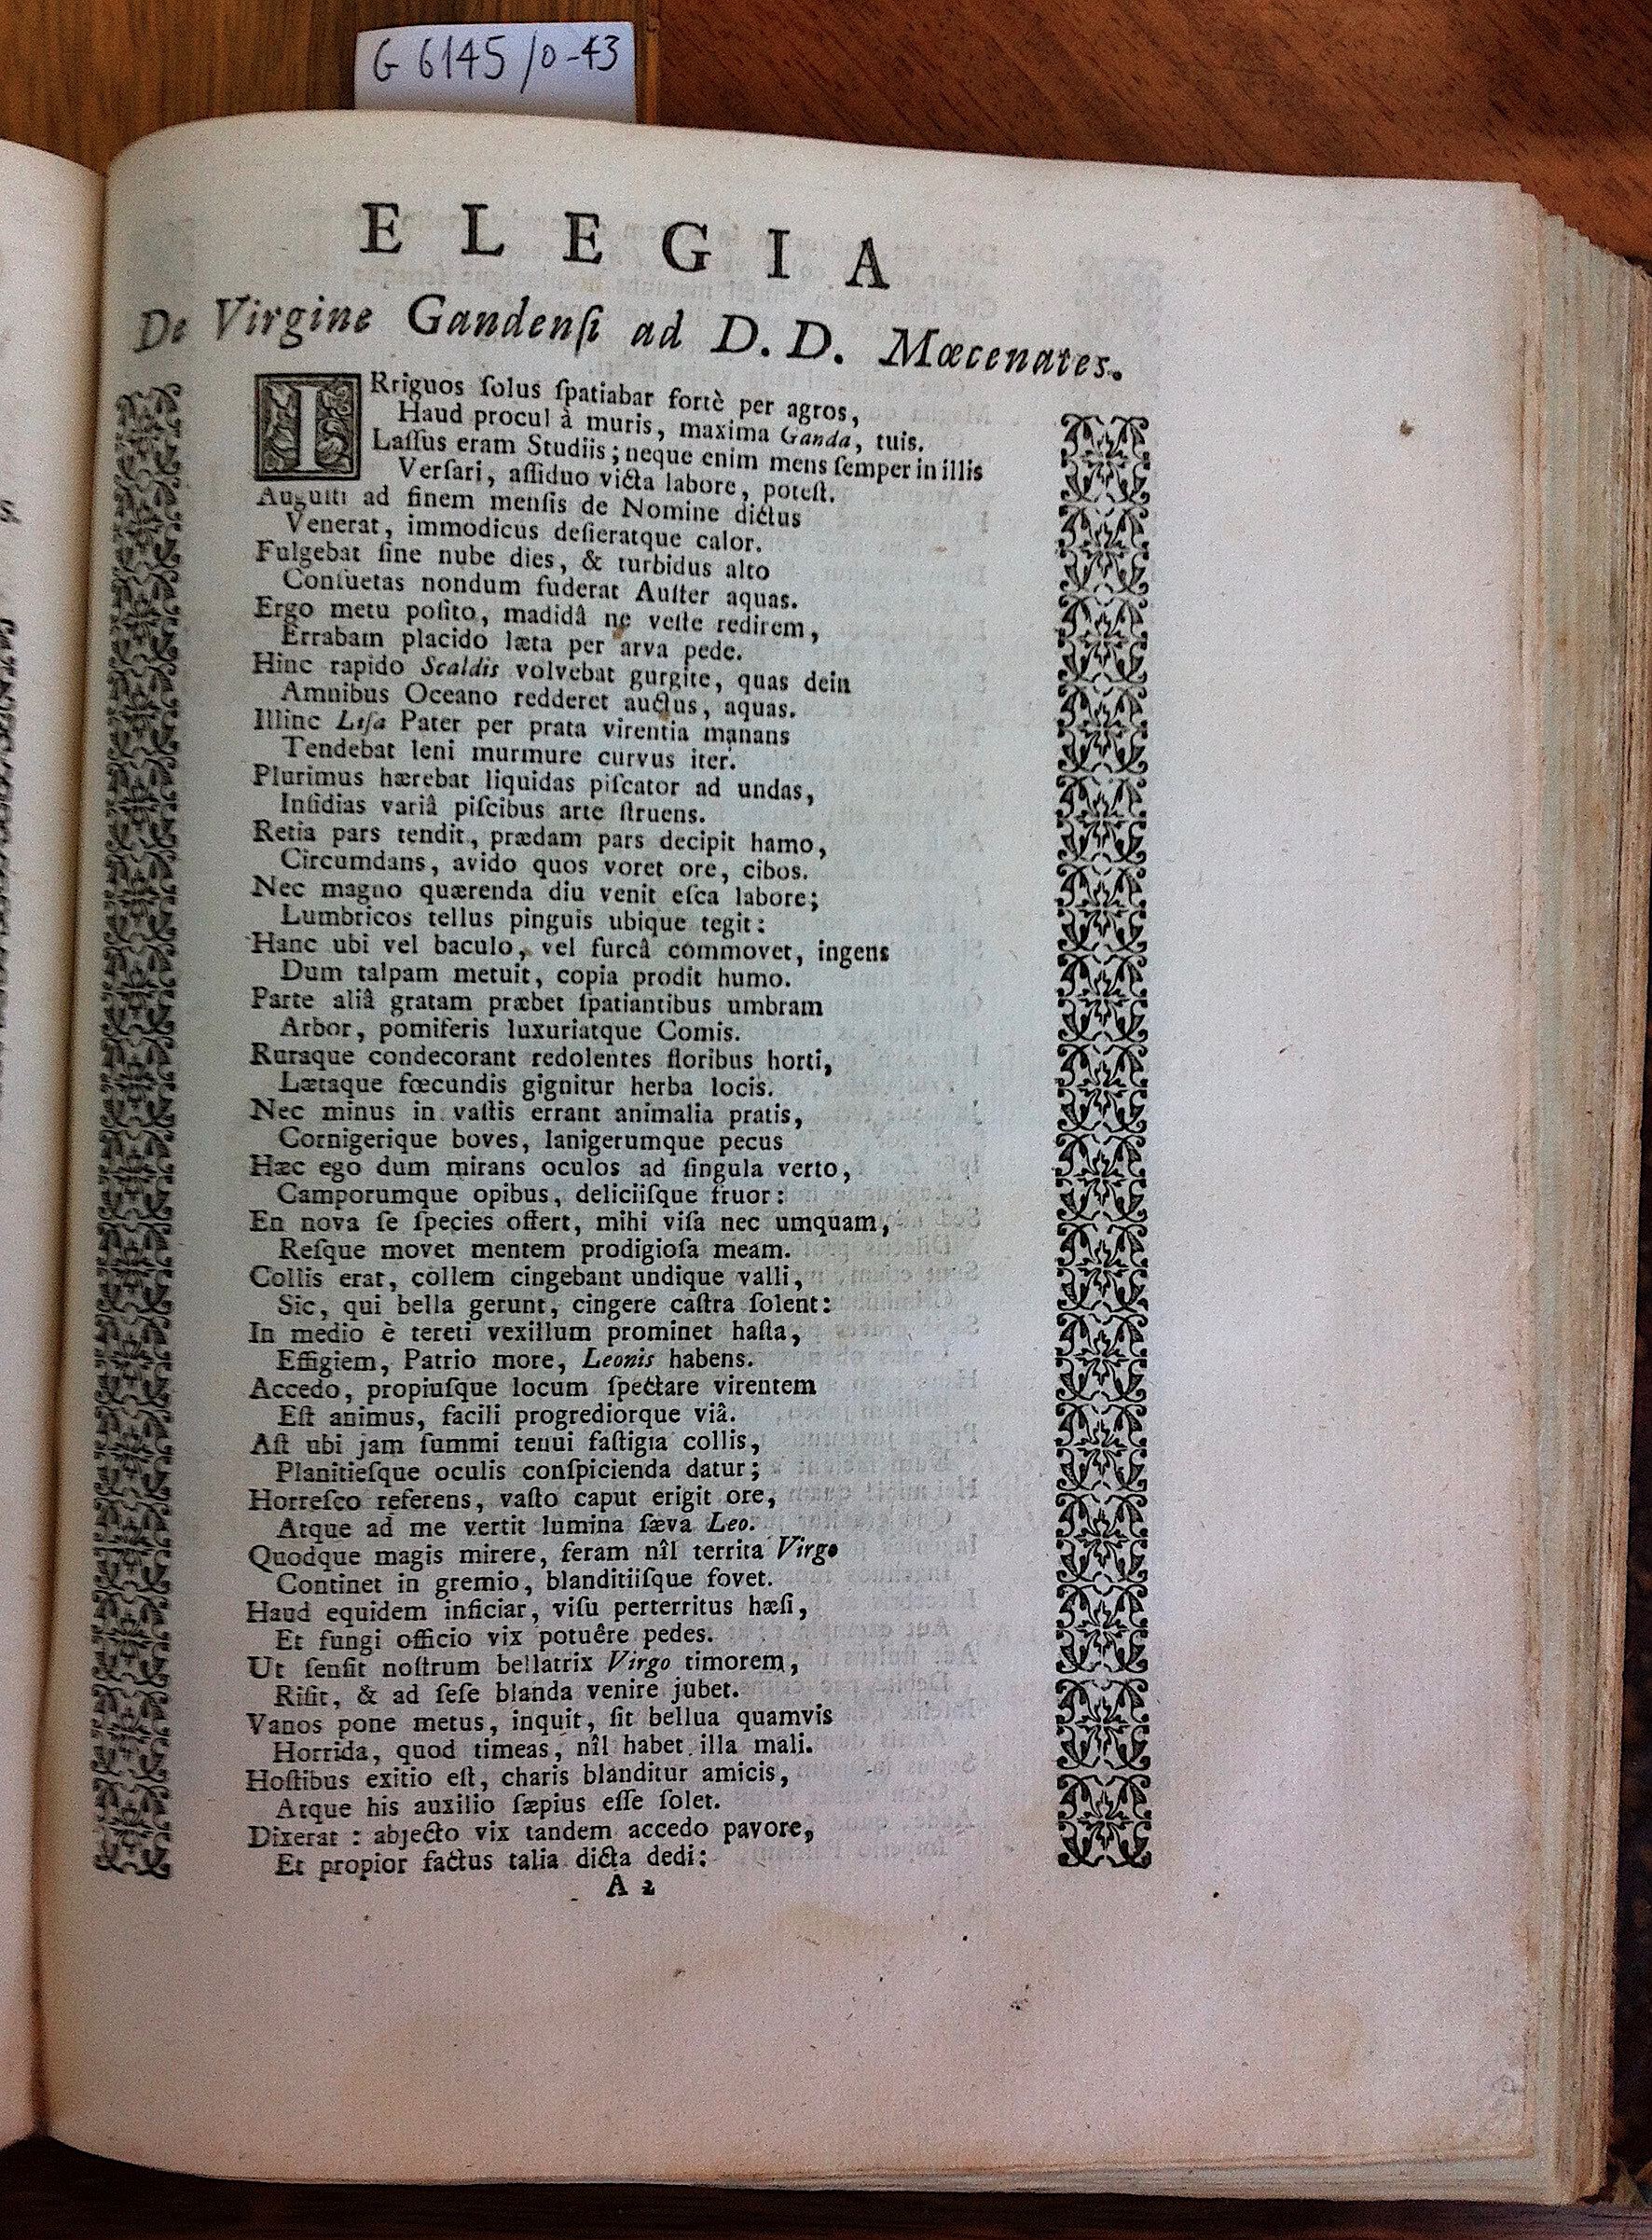 G 6145/0-43
ELEGIA
De Virgine Gandenſi ad D. D. Mœcenates.
IRriguos ſolus ſpatiabar fortè per agros,
Haud procul à muris, maxima Ganda, tuis.
Laſſus eram Studiis; neque enim mens ſemper in illis
Verſari, aſſiduo victa labore, poteſt.
Auguſti ad finem menſis de Nomine dictus
Venerat, immodicus deſieratque calor.
Fulgebat ſine nube dies, & turbidus alto
Conſuetas nondum fuderat Auſter aquas.
Ergo metu poſito, madidâ ne veſte redirem,
Errabam placido læta per arva pede.
Hinc rapido Scaldis volvebat gurgite, quas dein
Amnibus Oceano redderet auctus, aquas.
Illinc Liſa Pater per prata virentia manans
Tendebat leni murmure curvus iter.
Plurimus hærebat liquidas piſcator ad undas,
Inſidias variâ piſcibus arte ſtruens.
Retia pars tendit, prædam pars decipit hamo,
Circumdans, avido quos voret ore, cibos.
Nec magno quærenda diu venit eſca labore;
Lumbricos tellus pinguis ubique tegit:
Hanc ubi vel baculo, vel furcâ commovet, ingens
Dum talpam metuit, copia prodit humo.
Parte aliâ gratam præbet ſpatiantibus umbram
Arbor, pomiferis luxuriatque Comis.
Ruraque condecorant redolentes floribus horti,
Lætaque fœcundis gignitur herba locis.
Nec minus in vaſtis errant animalia pratis,
Cornigerique boves, lanigerumque pecus
Hæc ego dum mirans oculos ad ſingula verto,
Camporumque opibus, deliciiſque fruor:
En nova ſe ſpecies offert, mihi viſa nec umquam,
Reſque movet mentem prodigioſa meam.
Collis erat, collem cingebant undique valli,
Sic, qui bella gerunt, cingere caſtra ſolent:
In medio è tereti vexillum prominet haſta,
Effigiem, Patrio more, Leonis habens.
Accedo, propiuſque locum ſpectare virentem
Eſt animus, facili progrediorque viâ.
Aſt ubi jam ſummi tenui faſtigia collis,
Planitieſque oculis conſpicienda datur;
Horreſco referens, vaſto caput erigit ore,
Atque ad me vertit lumina ſæva Leo.
Quodque magis mirere, feram nîl territa Virgo
Continet in gremio, blanditiiſque fovet.
Haud equidem inficiar, viſu perterritus hæſi,
Et fungi officio vix potuêre pedes.
Ut ſenſit noſtrum bellatrix Virgo timorem,
Riſit, & ad ſeſe blanda venire jubet.
Vanos pone metus, inquit, ſit bellua quamvis
Horrida, quod timeas, nîl habet illa mali.
Hoſtibus exitio eſt, charis blanditur amicis,
Atque his auxilio ſæpius eſſe ſolet.
Dixerat : abjecto vix tandem accedo pavore,
Et propior factus talia dicta dedi:
A 2